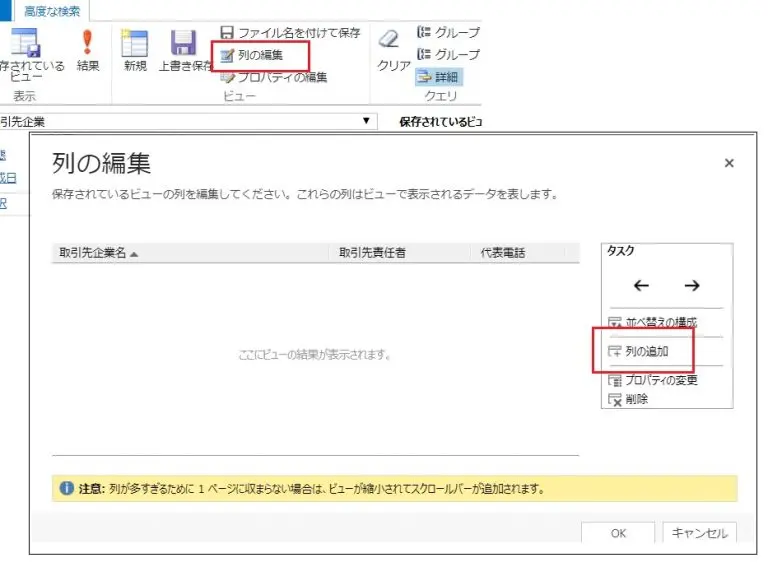 高度な検索
存されている
ビュー
結果
表示
新規
上書き保存
ファイル名を付けて保存
列の編集
プロパティの編集
ビュー
クリア
グループ
グループ
詳細
クエリ
引先企業
▼
保存されているビュ
成日
択
列の編集
×
保存されているビューの列を編集してください。これらの列はビューで表示されるデータを表します。
取引先企業名▲ 取引先責任者 代表電話
ここにビューの結果が表示されます。
タスク
← →
並べ替えの構成
列の追加
プロパティの変更
削除
注意: 列が多すぎるために 1 ページに収まらない場合は、ビューが縮小されてスクロールバーが追加されます。
OK キャンセル